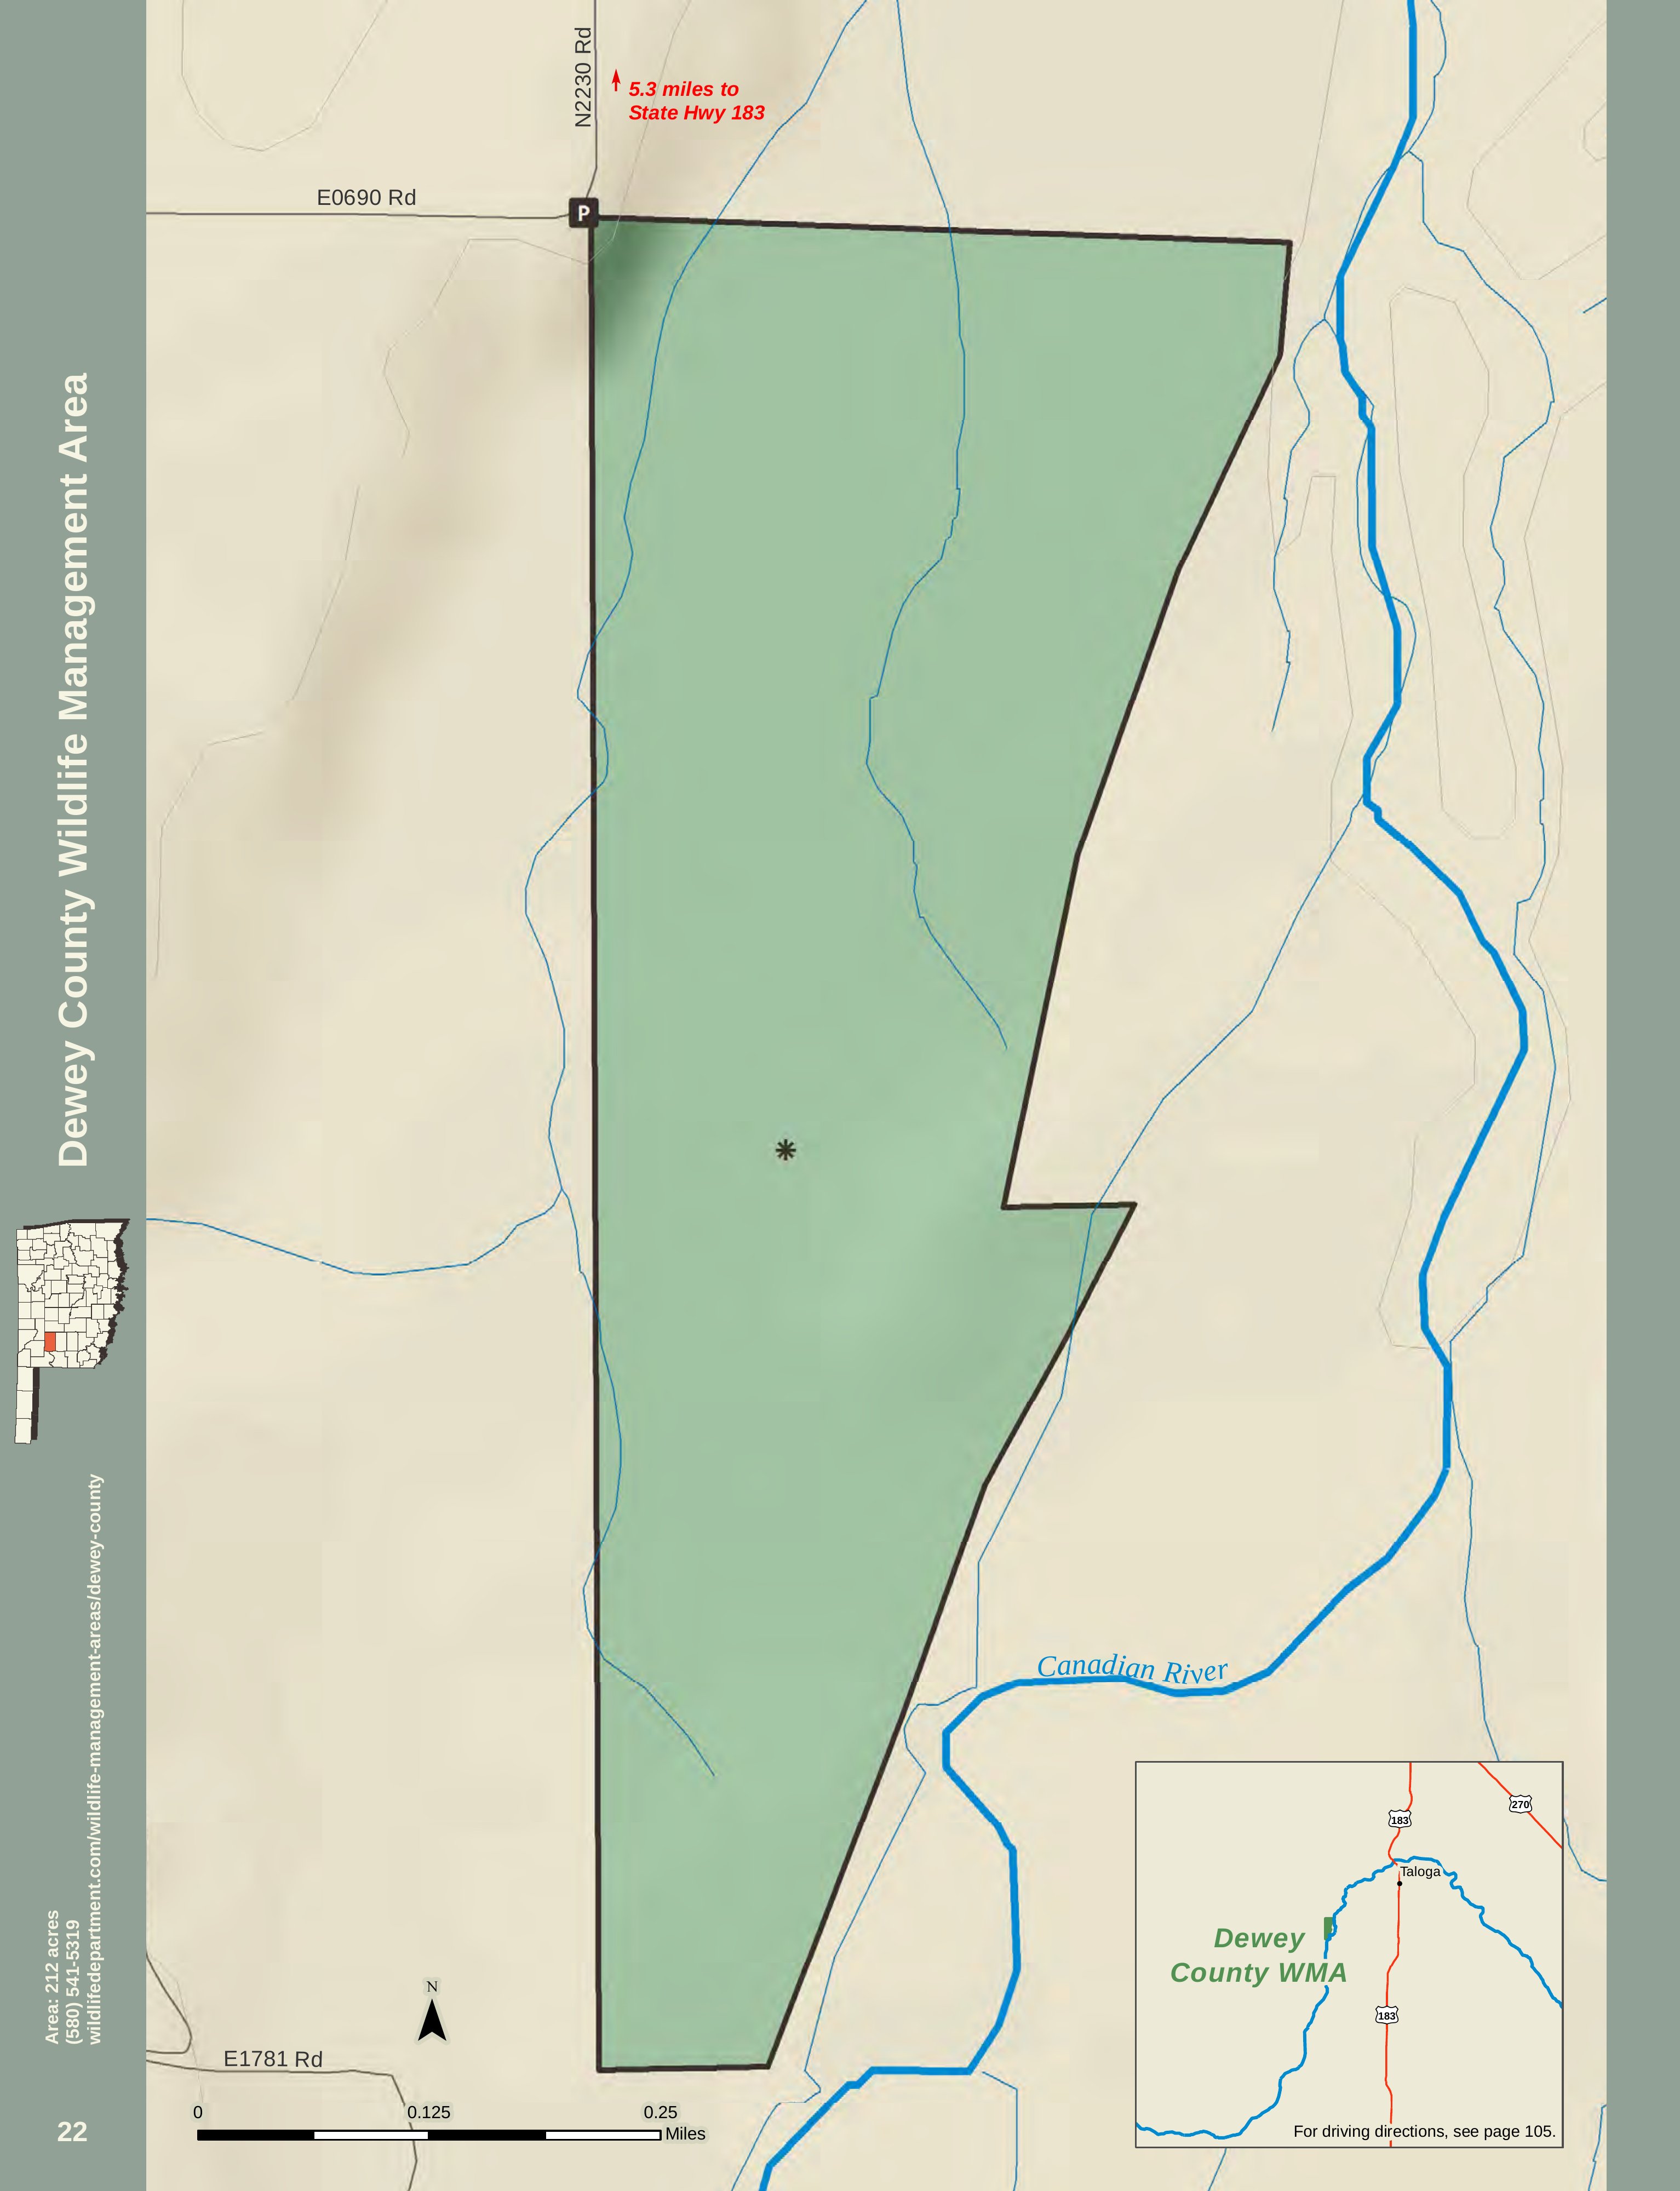 Dewey County Wildlife Management Area
Area: 212 acres
(580) 541-5319
wildlifedepartment.com/wildlife-management-areas/dewey-county
22
N2230 Rd
5.3 miles to
State Hwy 183
E0690 Rd
P
Canadian River
E1781 Rd
N
0 0.125 0.25
Miles
183
270
Taloga
Dewey
County WMA
183
For driving directions, see page 105.